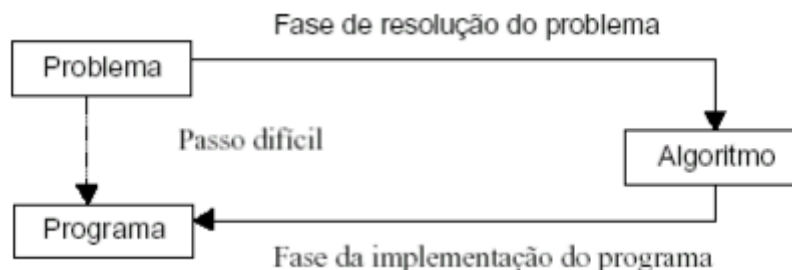 Fase de resolução do problema
Problema
Passo difícil
Algoritmo
Programa
Fase da implementação do programa